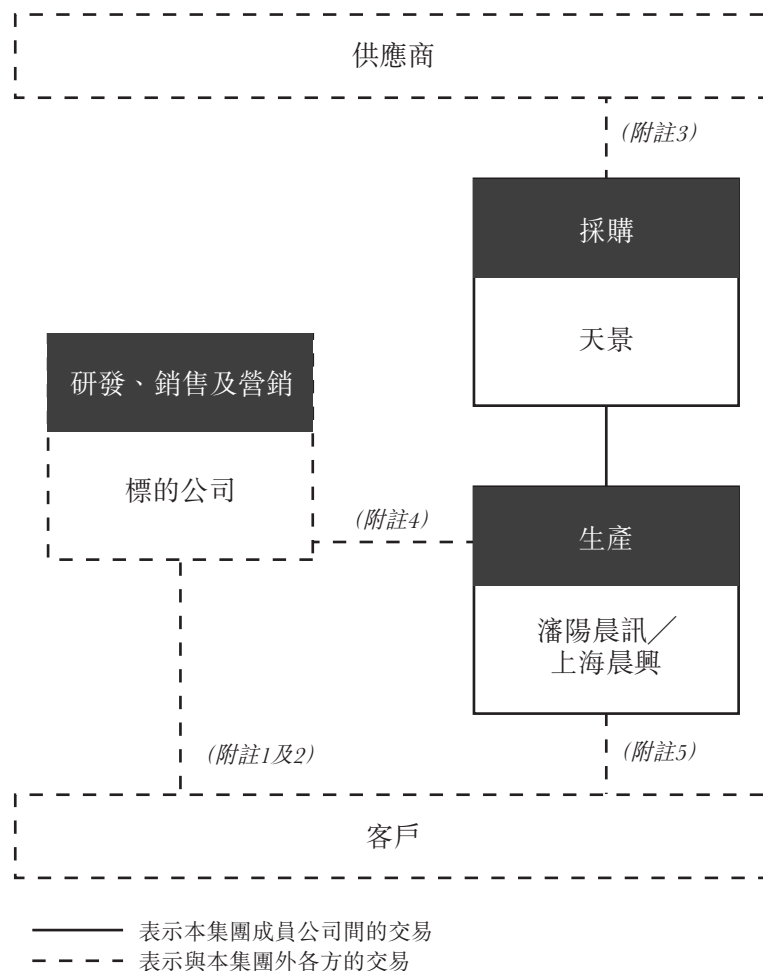 供應商
(附註3)
採購
天景
研發、銷售及營銷
標的公司
(附註4)
生產
瀋陽晨訊／
上海晨興
(附註1及2)
(附註5)
客戶
表示本集團成員公司間的交易
表示與本集團外各方的交易